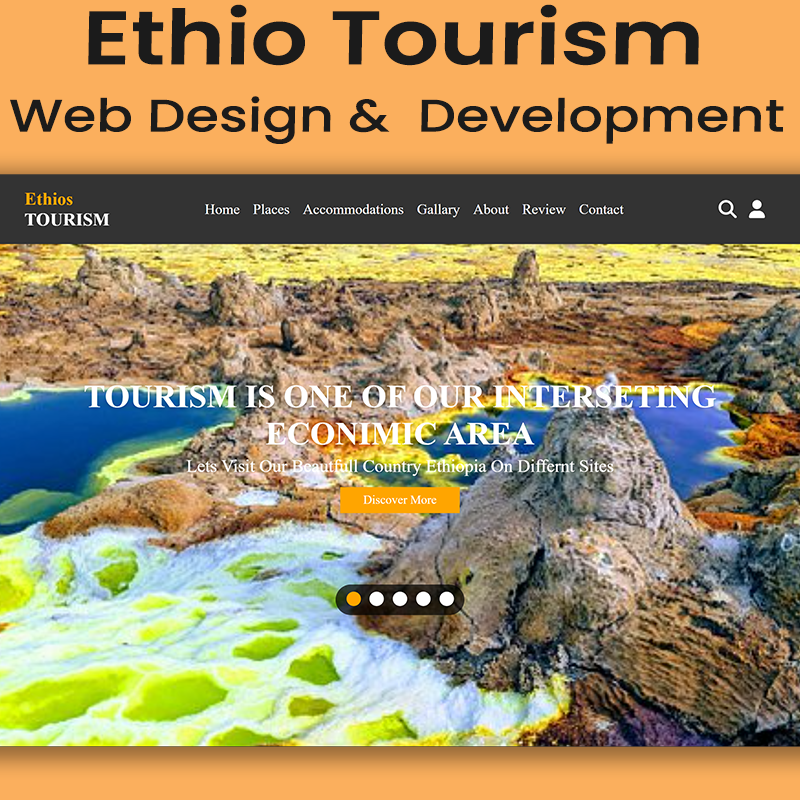 Ethio Tourism
Web Design & Development
Ethios
TOURISM
Home Places Accommodations Gallary About Review Contact
TOURISM IS ONE OF OUR INTERSETING
ECONIMIC AREA
Lets Visit Our Beautfull Country Ethiopia On Differnt Sites
Discover More